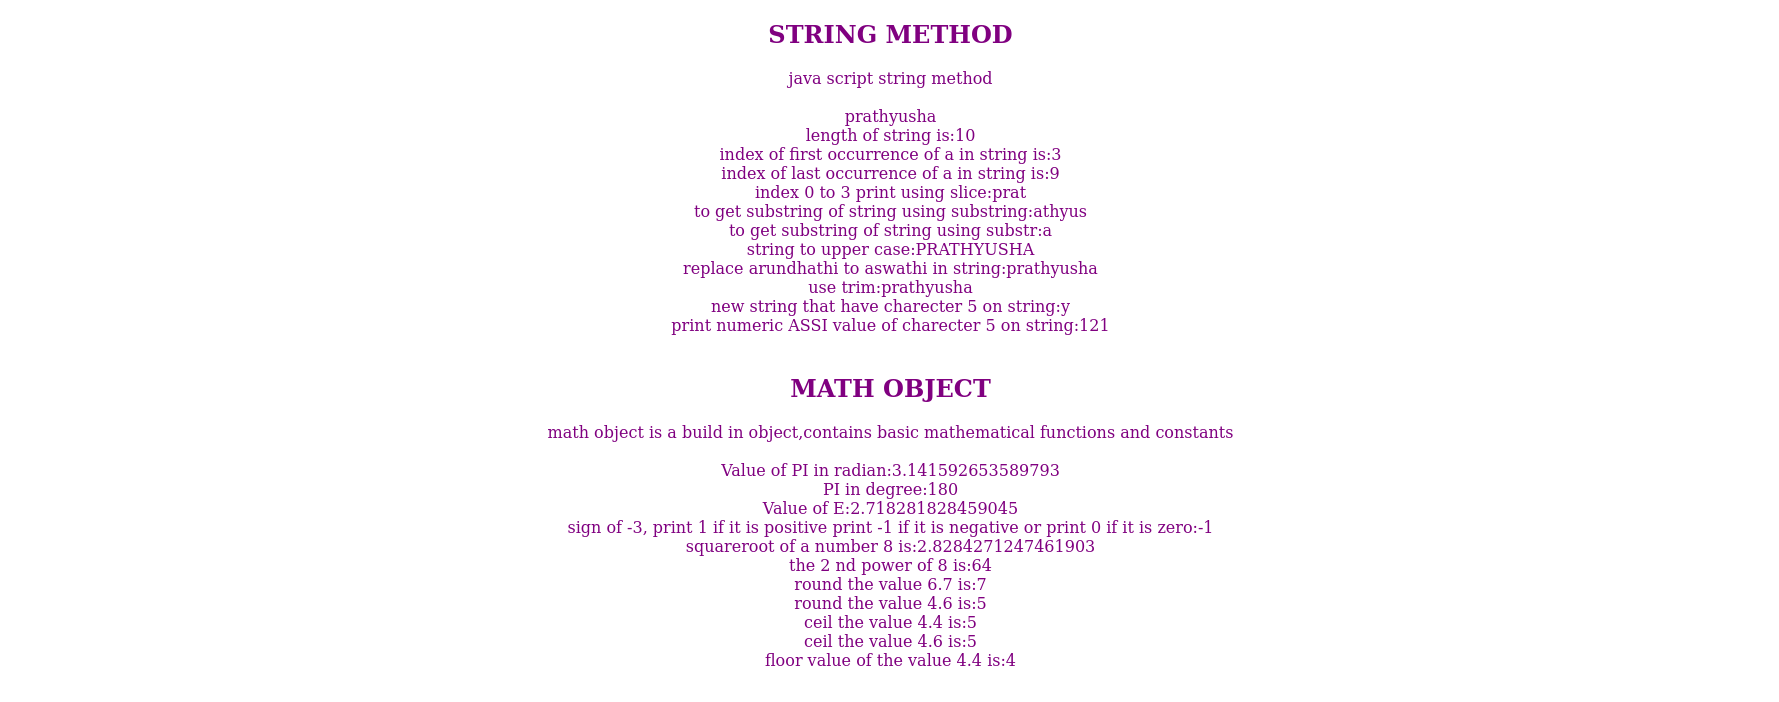 STRING METHOD
java script string method
prathyusha
length of string is:10
index of first occurrence of a in string is:3
index of last occurrence of a in string is:9
index 0 to 3 print using slice:prat
to get substring of string using substring:athyus
to get substring of string using substr:a
string to upper case:PRATHYUSHA
replace arundhathi to aswathi in string:prathyusha
use trim:prathyusha
new string that have charecter 5 on string:y
print numeric ASSI value of charecter 5 on string:121
MATH OBJECT
math object is a build in object,contains basic mathematical functions and constants
Value of PI in radian:3.141592653589793
PI in degree:180
Value of E:2.718281828459045
sign of -3, print 1 if it is positive print -1 if it is negative or print 0 if it is zero:-1
squareroot of a number 8 is:2.8284271247461903
the 2 nd power of 8 is:64
round the value 6.7 is:7
round the value 4.6 is:5
ceil the value 4.4 is:5
ceil the value 4.6 is:5
floor value of the value 4.4 is:4